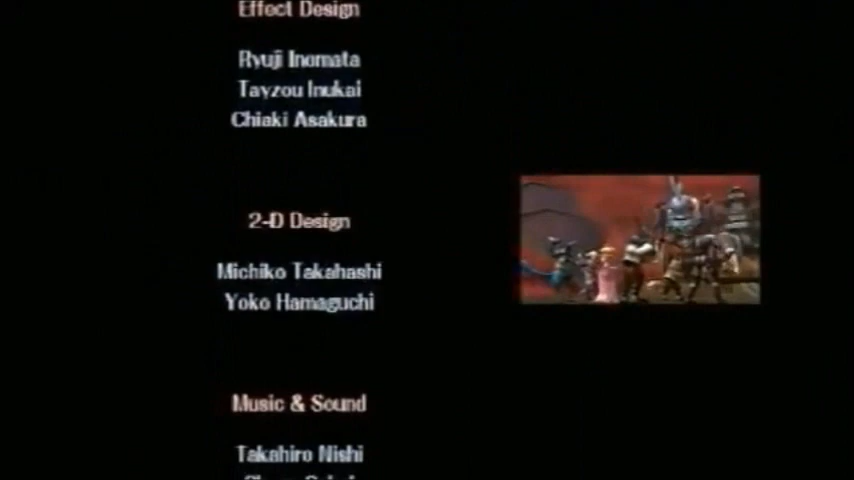 Effect Design
Ryuji Inomata
Tayzou Inukai
Chiaki Asakura
2-D Design
Michiko Takahashi
Yoko Hamaguchi
Music & Sound
Takahiro Nishi